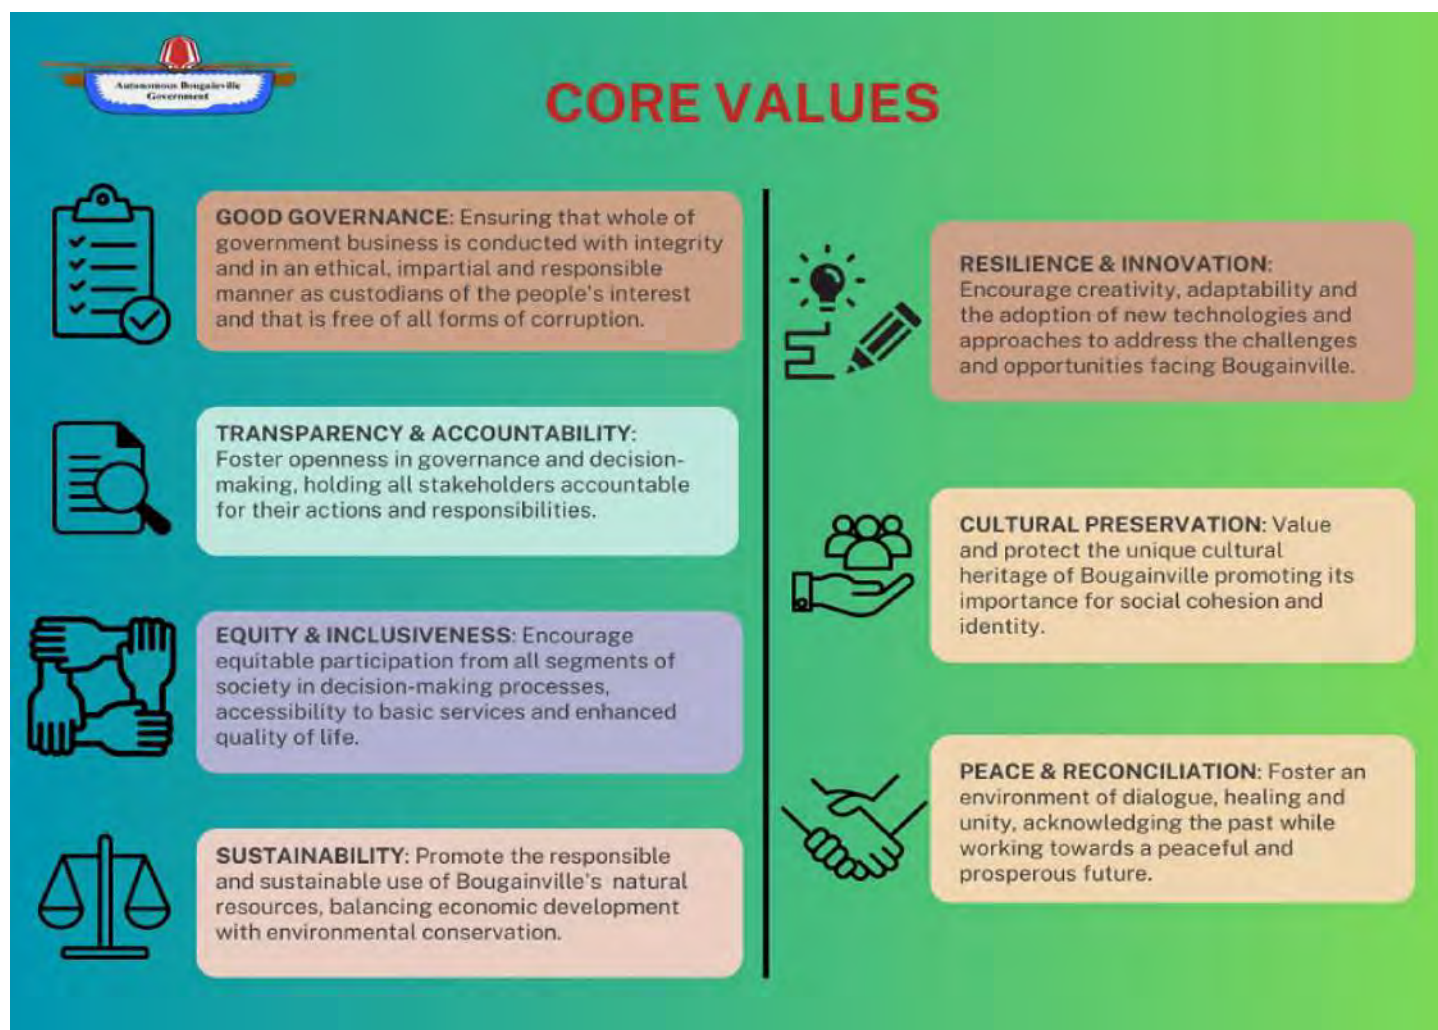 Autonomous Bougainville
Government
CORE VALUES
GOOD GOVERNANCE: Ensuring that whole of
government business is conducted with integrity
and in an ethical, impartial and responsible
manner as custodians of the people's interest
and that is free of all forms of corruption.
TRANSPARENCY & ACCOUNTABILITY:
Foster openness in governance and decision-
making, holding all stakeholders accountable
for their actions and responsibilities.
EQUITY & INCLUSIVENESS: Encourage
equitable participation from all segments of
society in decision-making processes,
accessibility to basic services and enhanced
quality of life.
SUSTAINABILITY: Promote the responsible
and sustainable use of Bougainville's natural
resources, balancing economic development
with environmental conservation.
RESILIENCE & INNOVATION:
Encourage creativity, adaptability and
the adoption of new technologies and
approaches to address the challenges
and opportunities facing Bougainville.
CULTURAL PRESERVATION: Value
and protect the unique cultural
heritage of Bougainville promoting its
importance for social cohesion and
identity.
PEACE & RECONCILIATION: Foster an
environment of dialogue, healing and
unity, acknowledging the past while
working towards a peaceful and
prosperous future.